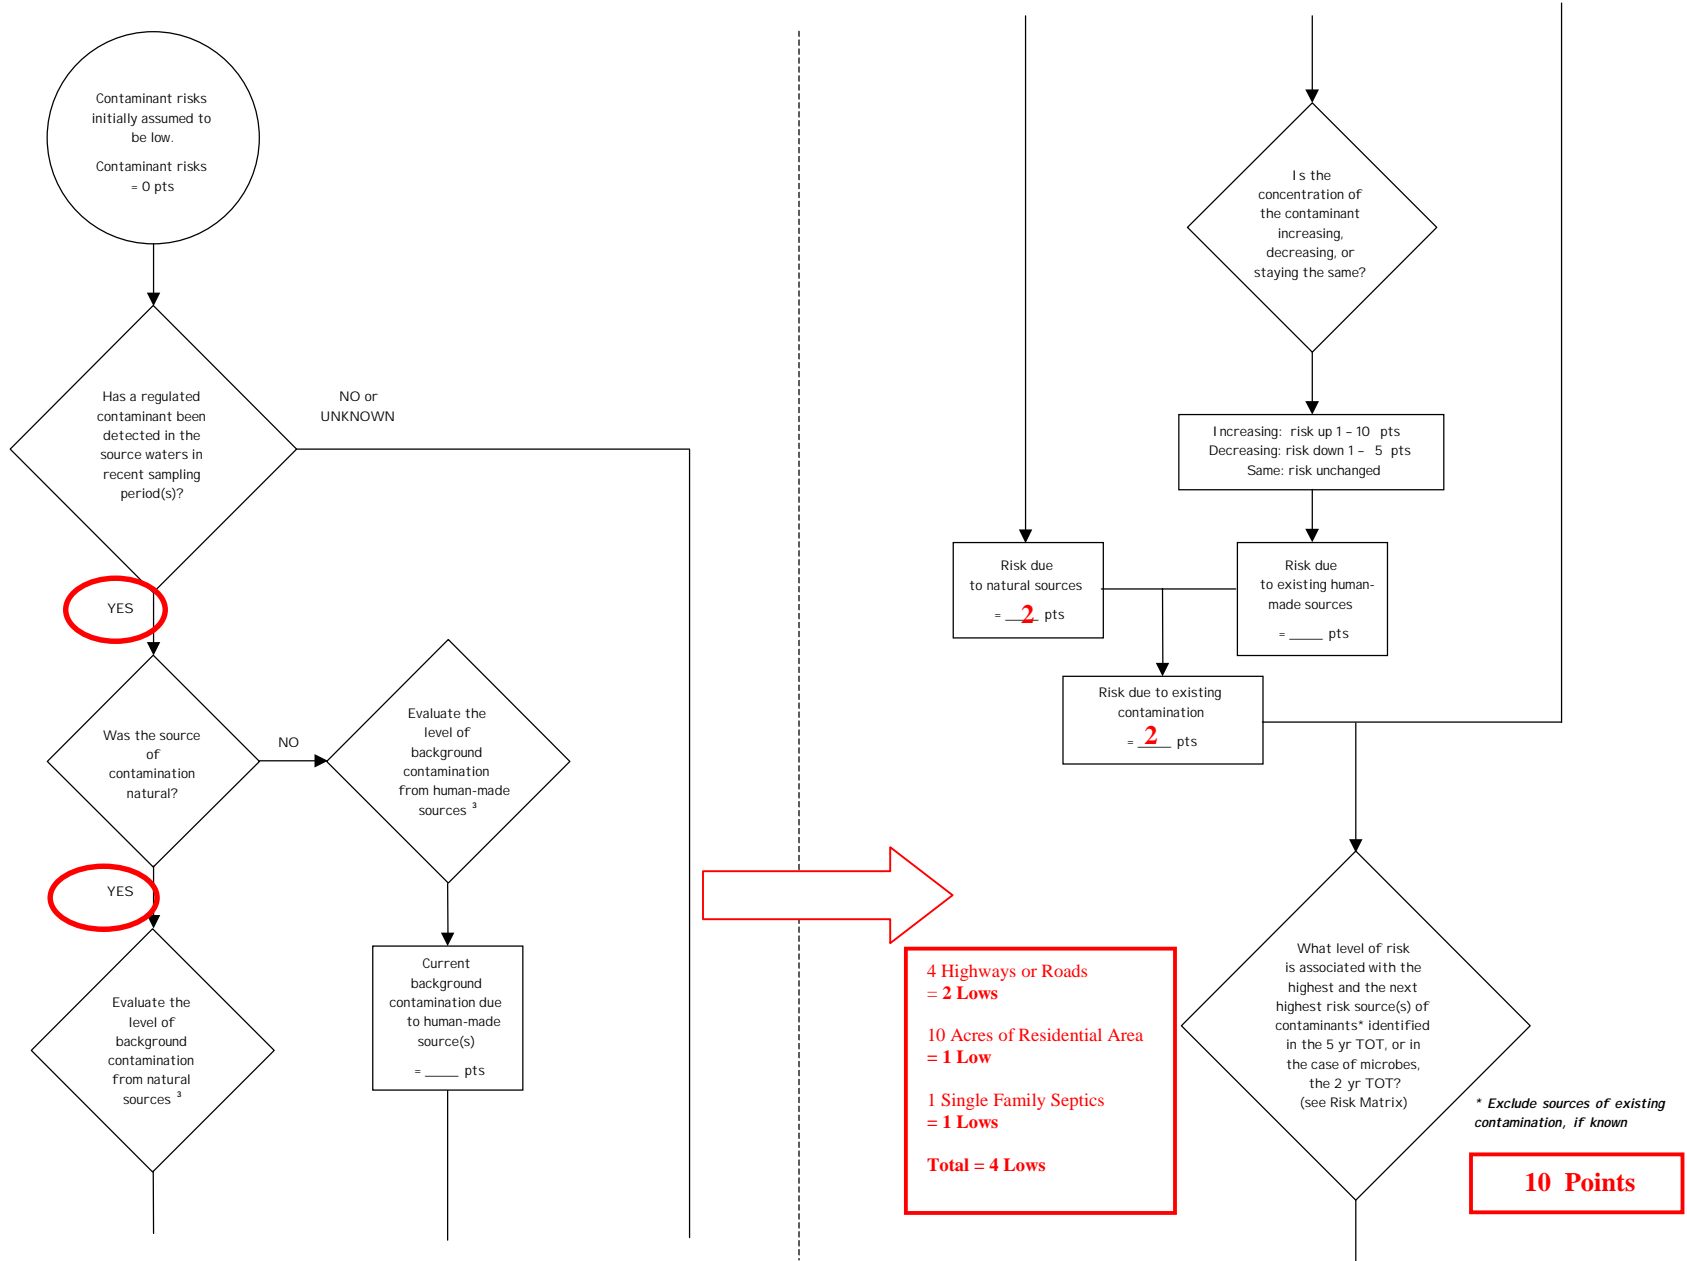 Contaminant risks
initially assumed to
be low.
Contaminant risks
= 0 pts
Has a regulated
contaminant been
detected in the
source waters in
recent sampling
period(s)?
NO or
UNKNOWN
YES
Was the source
of
contamination
natural?
NO
Evaluate the
level of
background
contamination
from human-made
sources ³
YES
Evaluate the
level of
background
contamination
from natural
sources ³
Current
background
contamination due
to human-made
source(s)
= _____ pts
Is the
concentration of
the contaminant
increasing,
decreasing, or
staying the same?
Increasing: risk up 1 – 10 pts
Decreasing: risk down 1 – 5 pts
Same: risk unchanged
Risk due
to natural sources
= __2__ pts
Risk due
to existing human-
made sources
= _____ pts
Risk due to existing
contamination
= __2__ pts
4 Highways or Roads
= 2 Lows
10 Acres of Residential Area
= 1 Low
1 Single Family Septics
= 1 Lows
Total = 4 Lows
What level of risk
is associated with the
highest and the next
highest risk source(s) of
contaminants* identified
in the 5 yr TOT, or in
the case of microbes,
the 2 yr TOT?
(see Risk Matrix)
* Exclude sources of existing
contamination, if known
10 Points